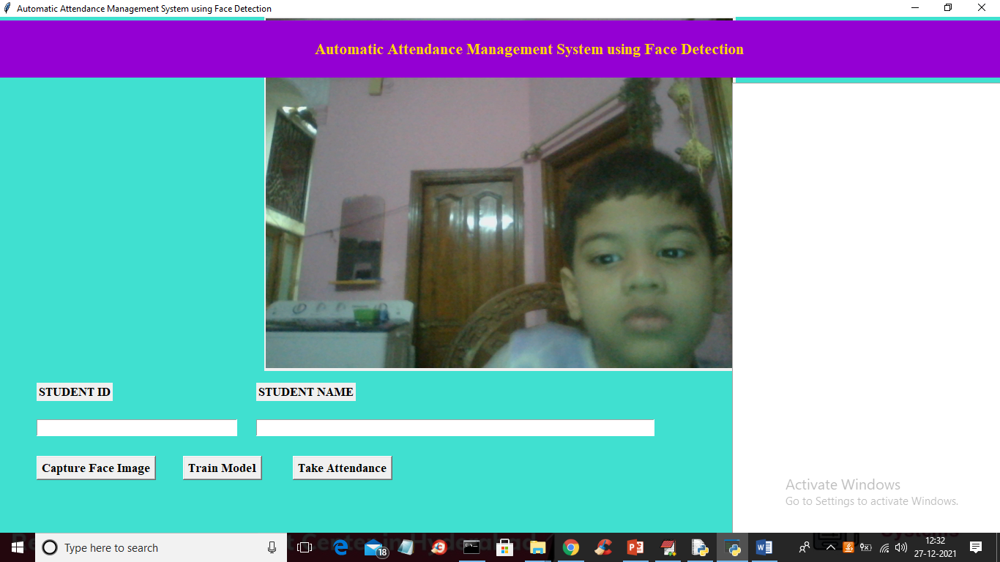 Automatic Attendance Management System using Face Detection
Automatic Attendance Management System using Face Detection
STUDENT ID
STUDENT NAME
Capture Face Image
Train Model
Take Attendance
Activate Windows
Go to Settings to activate Windows.
Type here to search
18
12:32
27-12-2021